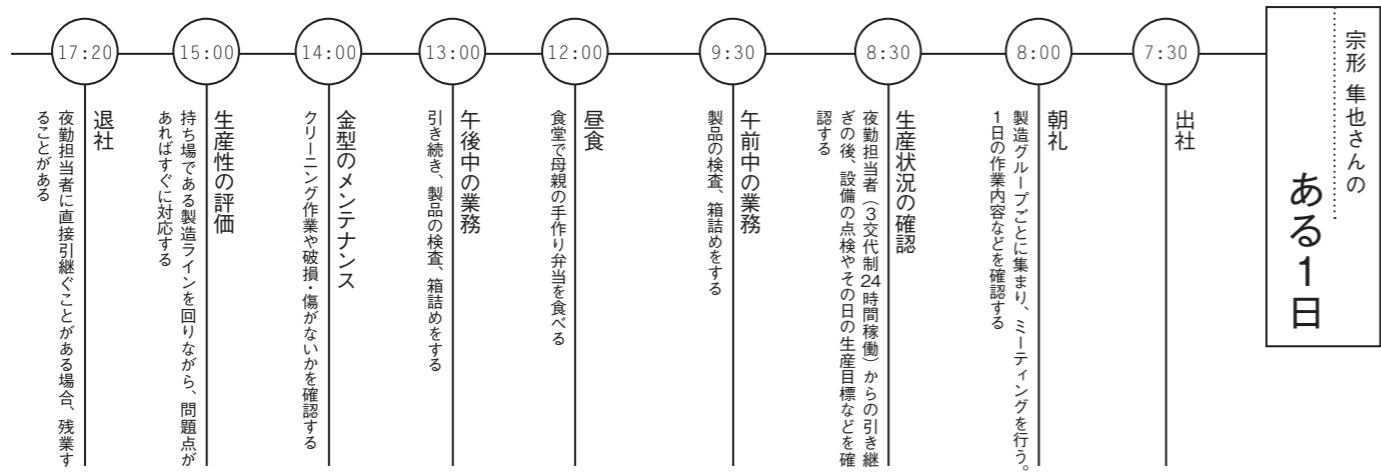 宗形 隼也さんの
ある1日
7:30
出社
8:00
朝礼
製造グループごとに集まり、ミーティングを行う。
1日の作業内容などを確認する
8:30
生産状況の確認
夜勤担当者（3交代制24時間稼働）からの引き継
ぎの後、設備の点検やその日の生産目標などを確
認する
9:30
午前中の業務
製品の検査、箱詰めをする
12:00
昼食
食堂で母親の手作り弁当を食べる
13:00
午後中の業務
引き続き、製品の検査、箱詰めをする
14:00
金型のメンテナンス
クリーニング作業や破損・傷がないかを確認する
15:00
生産性の評価
持ち場である製造ラインを回りながら、問題点が
あればすぐに対応する
17:20
退社
夜勤担当者に直接引継ぐことがある場合、残業す
ることがある